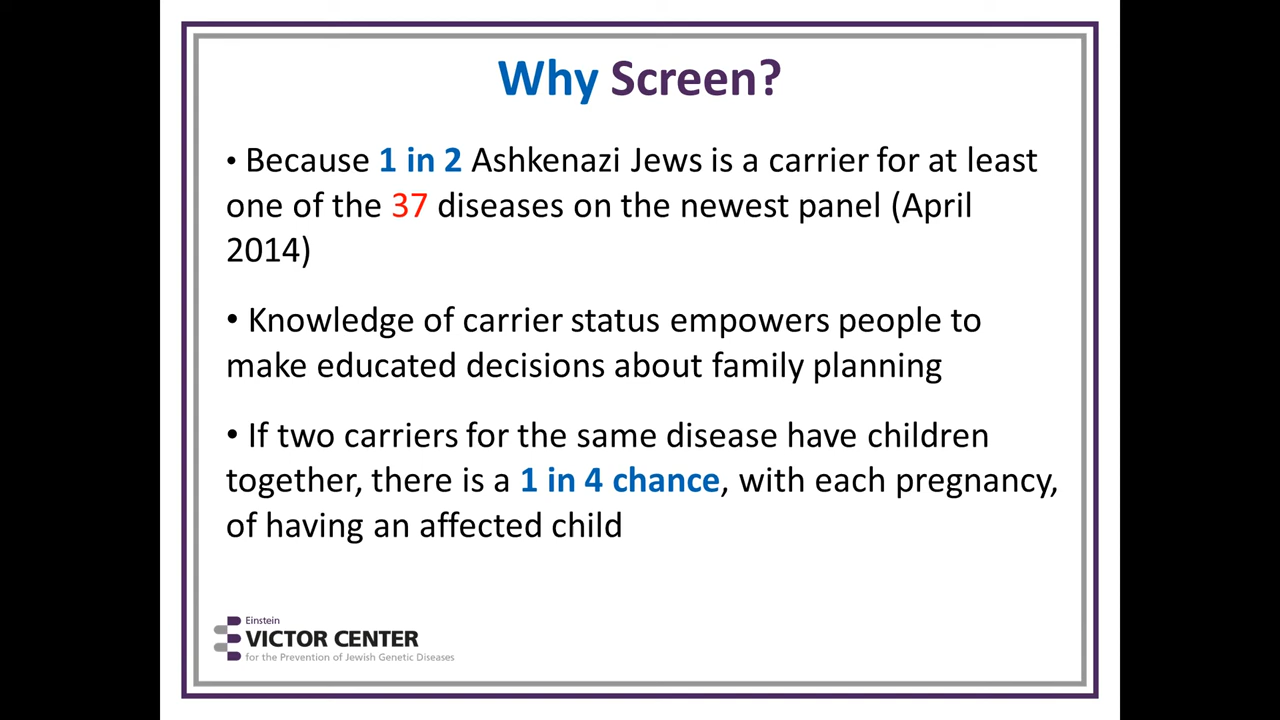 Why Screen?
• Because 1 in 2 Ashkenazi Jews is a carrier for at least
one of the 37 diseases on the newest panel (April
2014)
• Knowledge of carrier status empowers people to
make educated decisions about family planning
• If two carriers for the same disease have children
together, there is a 1 in 4 chance, with each pregnancy,
of having an affected child
Einstein
VICTOR CENTER
for the Prevention of Jewish Genetic Diseases